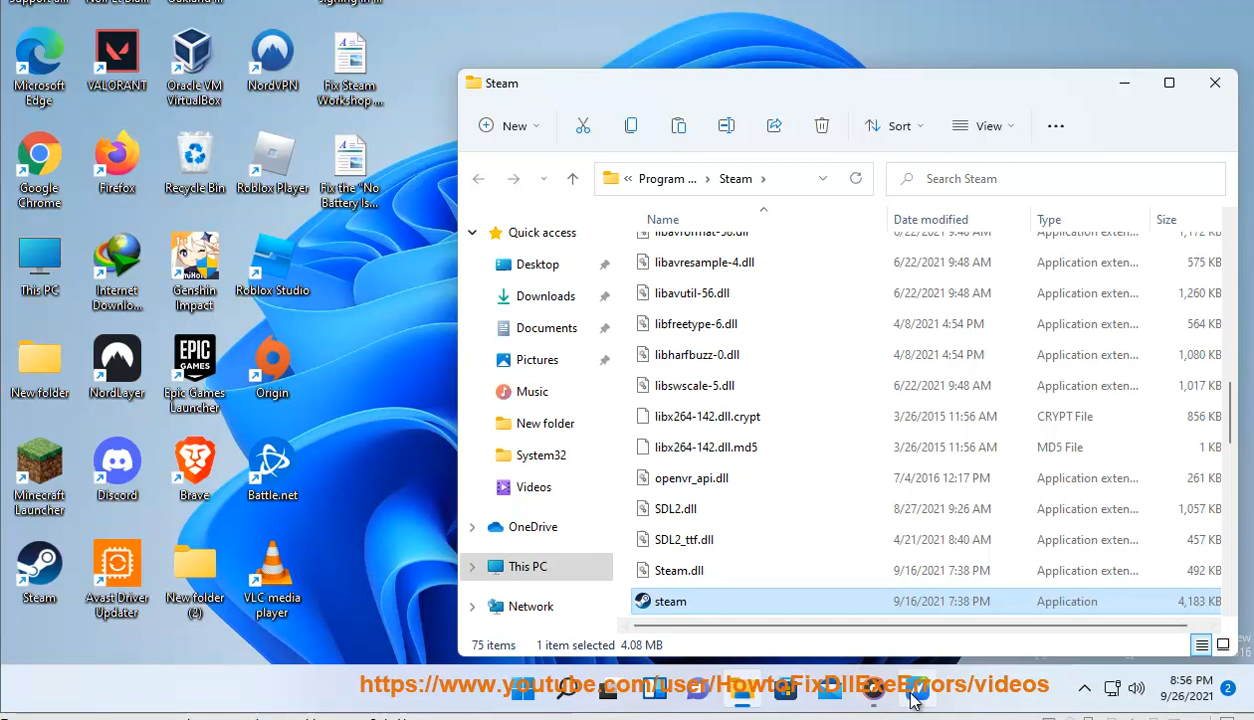 Signing in ...
Microsoft Edge
VALORANT
Oracle VM VirtualBox
NordVPN
Fix Steam Workshop ...
Google Chrome
Firefox
Recycle Bin
Roblox Player
Fix the "No Battery Is...
This PC
Internet Downlo...
Genshin Impact
Roblox Studio
New folder
NordLayer
EPIC GAMES
Epic Games Launcher
Origin
Minecraft Launcher
Discord
Brave
Battle.net
Steam
Avast Driver Updater
New folder (2)
VLC media player
Steam
New
Sort
View
Program ... Steam
Search Steam
Name Date modified Type Size
6/22/2021 9:48 AM Application exten...
libavresample-4.dll 6/22/2021 9:48 AM Application exten... 575 KB
libavutil-56.dll 6/22/2021 9:48 AM Application exten... 1,260 KB
libfreetype-6.dll 4/8/2021 4:54 PM Application exten... 564 KB
libharfbuzz-0.dll 4/8/2021 4:54 PM Application exten... 1,080 KB
libswscale-5.dll 6/22/2021 9:48 AM Application exten... 1,017 KB
libx264-142.dll.crypt 3/26/2015 11:56 AM CRYPT File 856 KB
libx264-142.dll.md5 3/26/2015 11:56 AM MD5 File 1 KB
openvr_api.dll 7/4/2016 12:17 PM Application exten... 261 KB
SDL2.dll 8/27/2021 9:26 AM Application exten... 1,057 KB
SDL2_ttf.dll 4/21/2021 8:40 AM Application exten... 457 KB
Steam.dll 9/16/2021 7:38 PM Application exten... 492 KB
steam 9/16/2021 7:38 PM Application 4,183 KB
Quick access
Desktop
Downloads
Documents
Pictures
Music
New folder
System32
Videos
OneDrive
This PC
Network
75 items 1 item selected 4.08 MB
https://www.youtube.com/user/HowtoFixDllExeErrors/videos
8:56 PM
9/26/2021
2